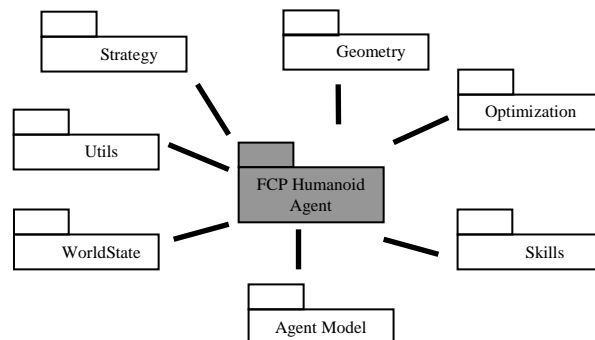 Strategy
Geometry
Optimization
Utils
FCP Humanoid
Agent
WorldState
Skills
Agent Model